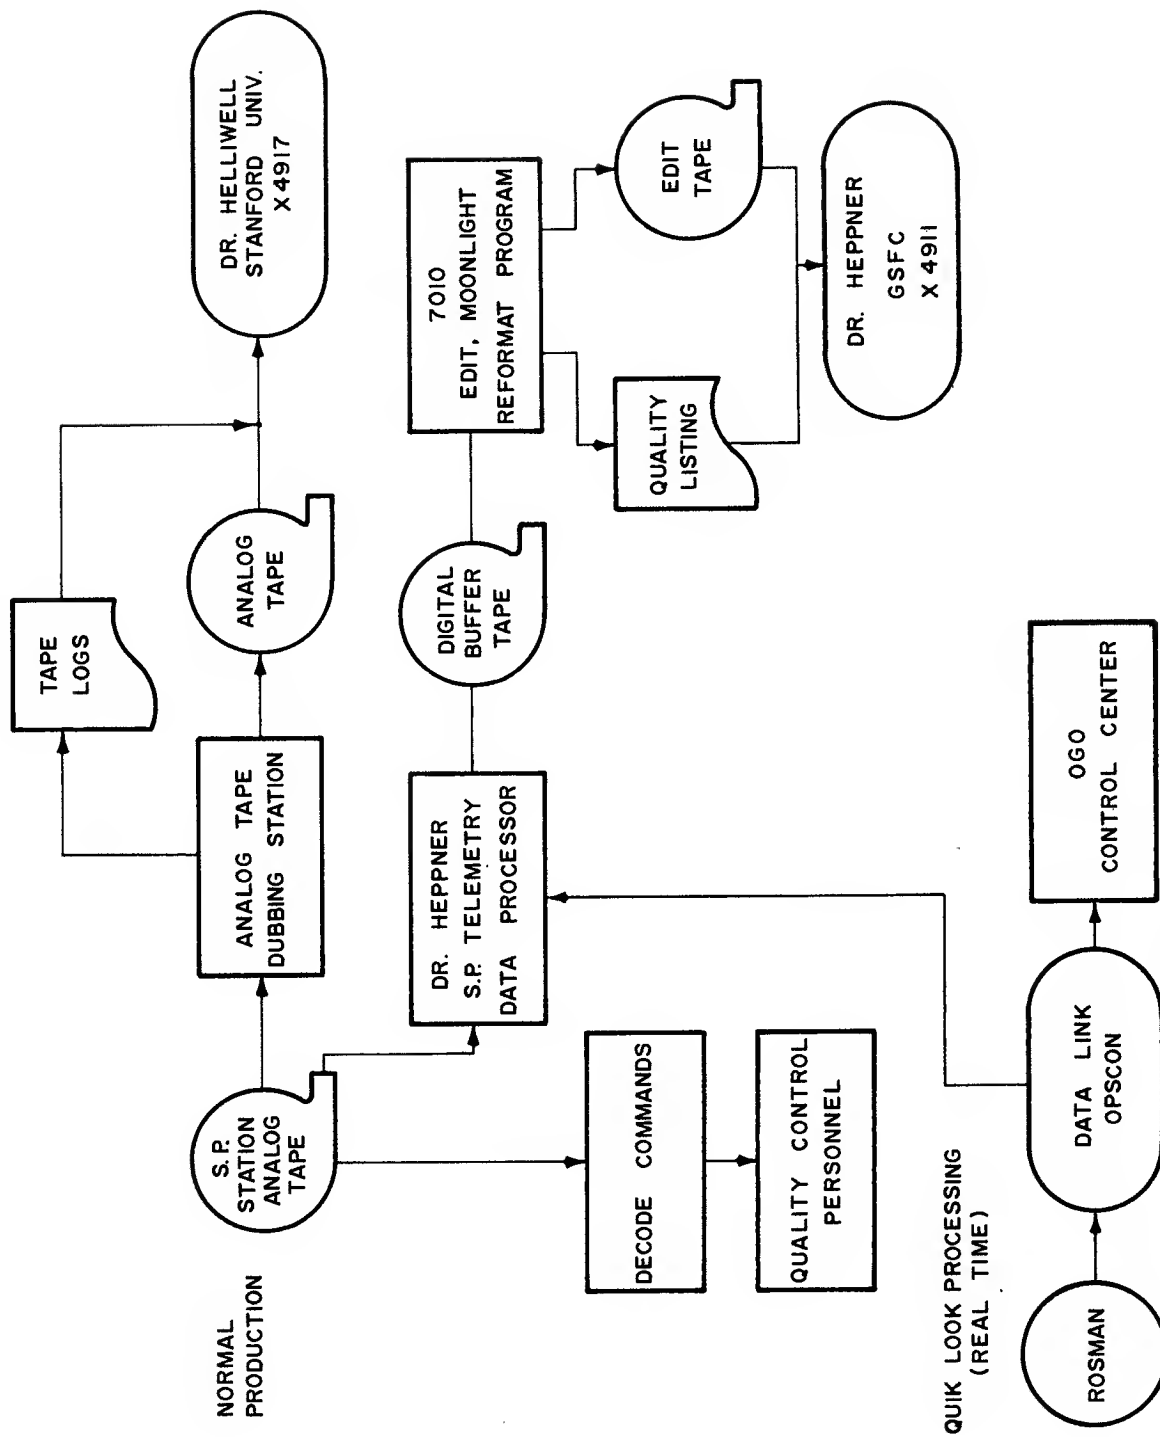 NORMAL
PRODUCTION
S.P.
STATION
ANALOG
TAPE
ANALOG TAPE
DUBBING STATION
TAPE
LOGS
ANALOG
TAPE
DR. HELLIWELL
STANFORD UNIV.
X4917
DR. HEPPNER
S.P. TELEMETRY
DATA PROCESSOR
DIGITAL
BUFFER
TAPE
7010
EDIT, MOONLIGHT
REFORMAT PROGRAM
DECODE COMMANDS
QUALITY CONTROL
PERSONNEL
QUALITY
LISTING
EDIT
TAPE
DR. HEPPNER
GSFC
X 4911
QUIK LOOK PROCESSING
(REAL TIME)
ROSMAN
DATA LINK
OPSCON
OGO
CONTROL CENTER